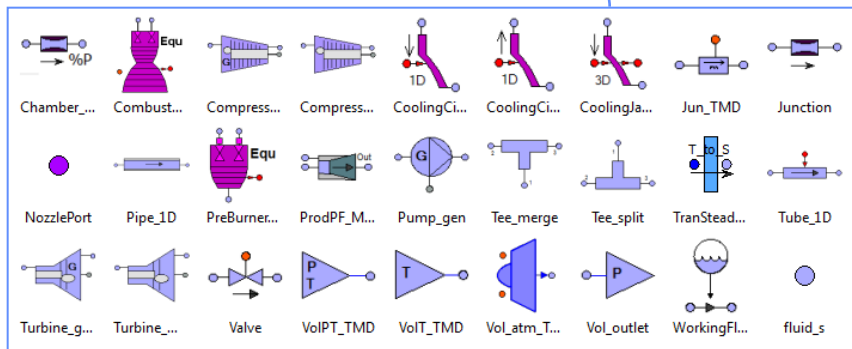 %P
Equ
G
1D
1D
3D
m
Chamber_...
Combust...
Compress...
Compress...
CoolingCi...
CoolingCi...
CoolingJa...
Jun_TMD
Junction
Equ
Out
G
2
3
1
1
2
3
T_to_S
NozzlePort
Pipe_1D
PreBurner...
ProdPF_M...
Pump_gen
Tee_merge
Tee_split
TranStead...
Tube_1D
G
P
T
T
P
Turbine_g...
Turbine_...
Valve
VolPT_TMD
VolT_TMD
Vol_atm_T...
Vol_outlet
WorkingFl...
fluid_s